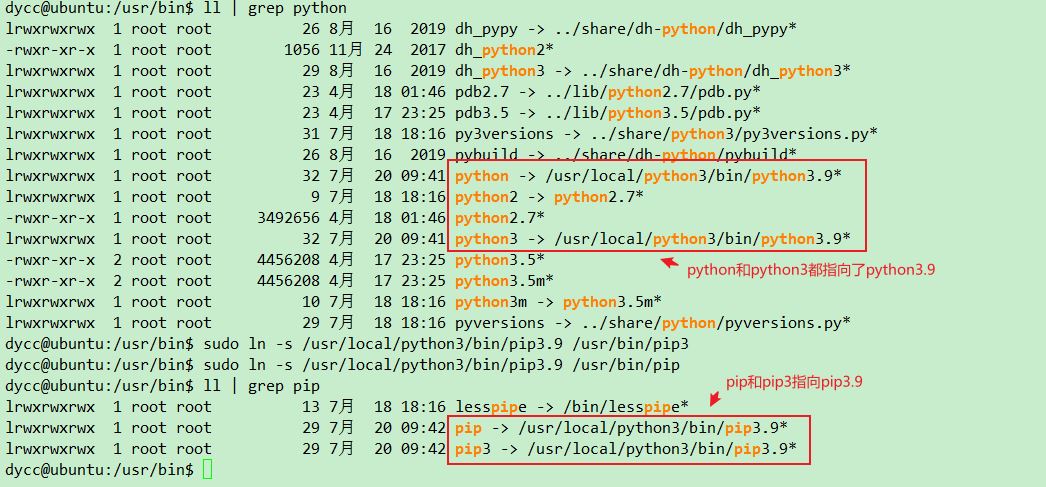 dycc@ubuntu:/usr/bin$ ll | grep python
lrwxrwxrwx 1 root root 26 8月 16 2019 dh_pypy -> ../share/dh-python/dh_pypy*
-rwxr-xr-x 1 root root 1056 11月 24 2017 dh_python2*
lrwxrwxrwx 1 root root 29 8月 16 2019 dh_python3 -> ../share/dh-python/dh_python3*
lrwxrwxrwx 1 root root 23 4月 18 01:46 pdb2.7 -> ../lib/python2.7/pdb.py*
lrwxrwxrwx 1 root root 23 4月 17 23:25 pdb3.5 -> ../lib/python3.5/pdb.py*
lrwxrwxrwx 1 root root 31 7月 18 18:16 py3versions -> ../share/python3/py3versions.py*
lrwxrwxrwx 1 root root 26 8月 16 2019 pybuild -> ../share/dh-python/pybuild*
lrwxrwxrwx 1 root root 32 7月 20 09:41 python -> /usr/local/python3/bin/python3.9*
lrwxrwxrwx 1 root root 9 7月 18 18:16 python2 -> python2.7*
-rwxr-xr-x 1 root root 3492656 4月 18 01:46 python2.7*
lrwxrwxrwx 1 root root 32 7月 20 09:41 python3 -> /usr/local/python3/bin/python3.9*
-rwxr-xr-x 2 root root 4456208 4月 17 23:25 python3.5*
python和python3都指向了python3.9
-rwxr-xr-x 2 root root 4456208 4月 17 23:25 python3.5m*
lrwxrwxrwx 1 root root 10 7月 18 18:16 python3m -> python3.5m*
lrwxrwxrwx 1 root root 29 7月 18 18:16 pyversions -> ../share/python/pyversions.py*
dycc@ubuntu:/usr/bin$ sudo ln -s /usr/local/python3/bin/pip3.9 /usr/bin/pip3
dycc@ubuntu:/usr/bin$ sudo ln -s /usr/local/python3/bin/pip3.9 /usr/bin/pip
dycc@ubuntu:/usr/bin$ ll | grep pip
pip和pip3指向pip3.9
lrwxrwxrwx 1 root root 13 7月 18 18:16 lesspipe -> /bin/lesspipe*
lrwxrwxrwx 1 root root 29 7月 20 09:42 pip -> /usr/local/python3/bin/pip3.9*
lrwxrwxrwx 1 root root 29 7月 20 09:42 pip3 -> /usr/local/python3/bin/pip3.9*
dycc@ubuntu:/usr/bin$